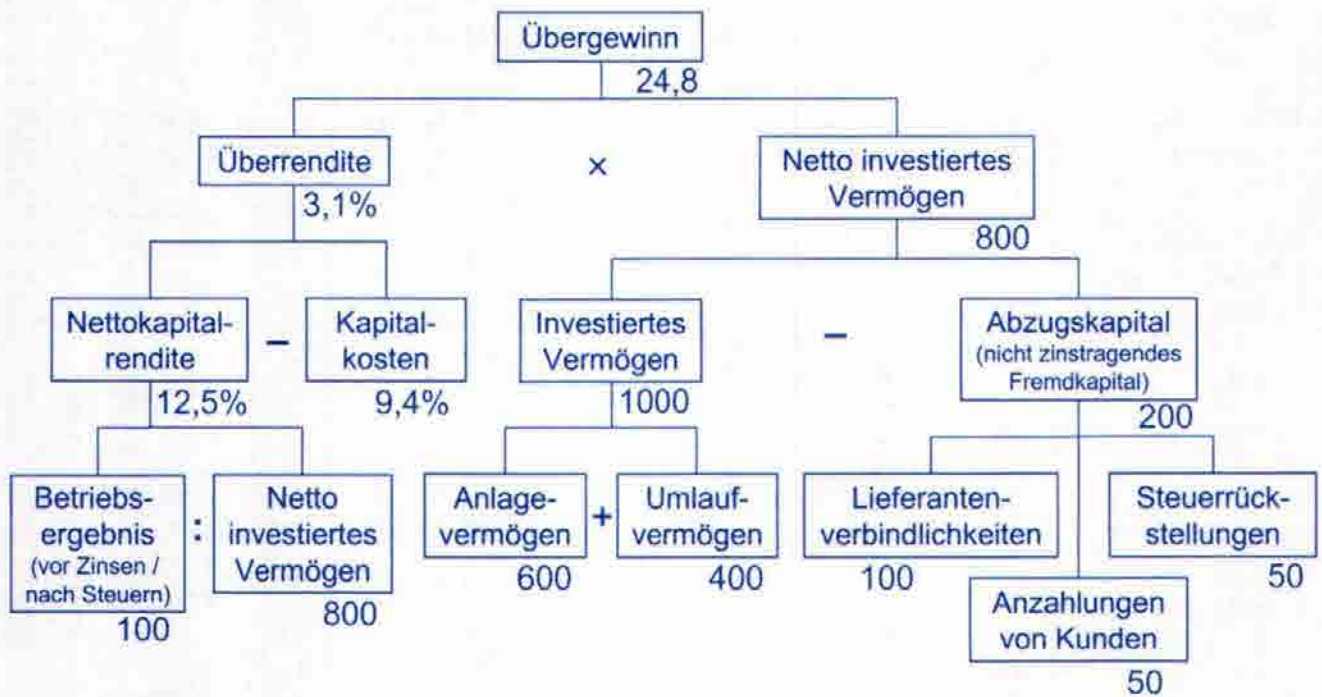 Übergewinn
24,8
Überrendite
3,1%
×
Netto investiertes
Vermögen
800
Nettokapital-
rendite
12,5%
–
Kapital-
kosten
9,4%
Investiertes
Vermögen
1000
–
Abzugskapital
(nicht zinstragendes
Fremdkapital)
200
Betriebs-
ergebnis
(vor Zinsen /
nach Steuern)
100
:
Netto
investiertes
Vermögen
800
Anlage-
vermögen
600
+
Umlauf-
vermögen
400
Lieferanten-
verbindlichkeiten
100
Anzahlungen
von Kunden
50
Steuerrück-
stellungen
50